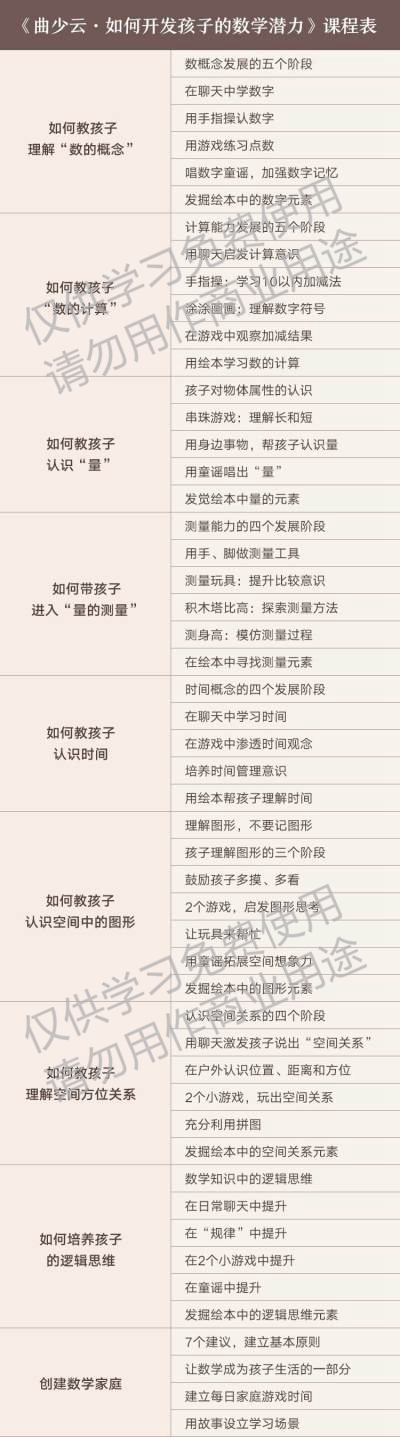 《曲少云·如何开发孩子的数学潜力》课程表
如何教孩子
理解“数的概念”
数概念发展的五个阶段
在聊天中学数字
用手指操认数字
用游戏练习点数
唱数字童谣，加强数字记忆
发掘绘本中的数字元素
如何教孩子
“数的计算”
计算能力发展的五个阶段
用聊天启发计算意识
手指操：学习10以内加减法
涂涂画画：理解数字符号
在游戏中观察加减结果
用绘本学习数的计算
仅供学习免费使用
请勿用作商业用途
如何教孩子
认识“量”
孩子对物体属性的认识
串珠游戏：理解长和短
用身边事物，帮孩子认识量
用童谣唱出“量”
发觉绘本中量的元素
如何带孩子
进入“量的测量”
测量能力的四个发展阶段
用手、脚做测量工具
测量玩具：提升比较意识
积木塔比高：探索测量方法
测身高：模仿测量过程
在绘本中寻找测量元素
如何教孩子
认识时间
时间概念的四个发展阶段
在聊天中学习时间
在游戏中渗透时间观念
培养时间管理意识
用绘本帮孩子理解时间
如何教孩子
认识空间中的图形
理解图形，不要记图形
孩子理解图形的三个阶段
鼓励孩子多摸、多看
2个游戏，启发图形思考
让玩具来帮忙
用童谣拓展空间想象力
发掘绘本中的图形元素
仅供学习免费使用
请勿用作商业用途
如何教孩子
理解空间方位关系
认识空间关系的四个阶段
用聊天激发孩子说出“空间关系”
在户外认识位置、距离和方位
2个小游戏，玩出空间关系
充分利用拼图
发掘绘本中的空间关系元素
如何培养孩子
的逻辑思维
数学知识中的逻辑思维
在日常聊天中提升
在“规律”中提升
在2个小游戏中提升
在童谣中提升
发掘绘本中的逻辑思维元素
创建数学家庭
7个建议，建立基本原则
让数学成为孩子生活的一部分
建立每日家庭游戏时间
用故事设立学习场景